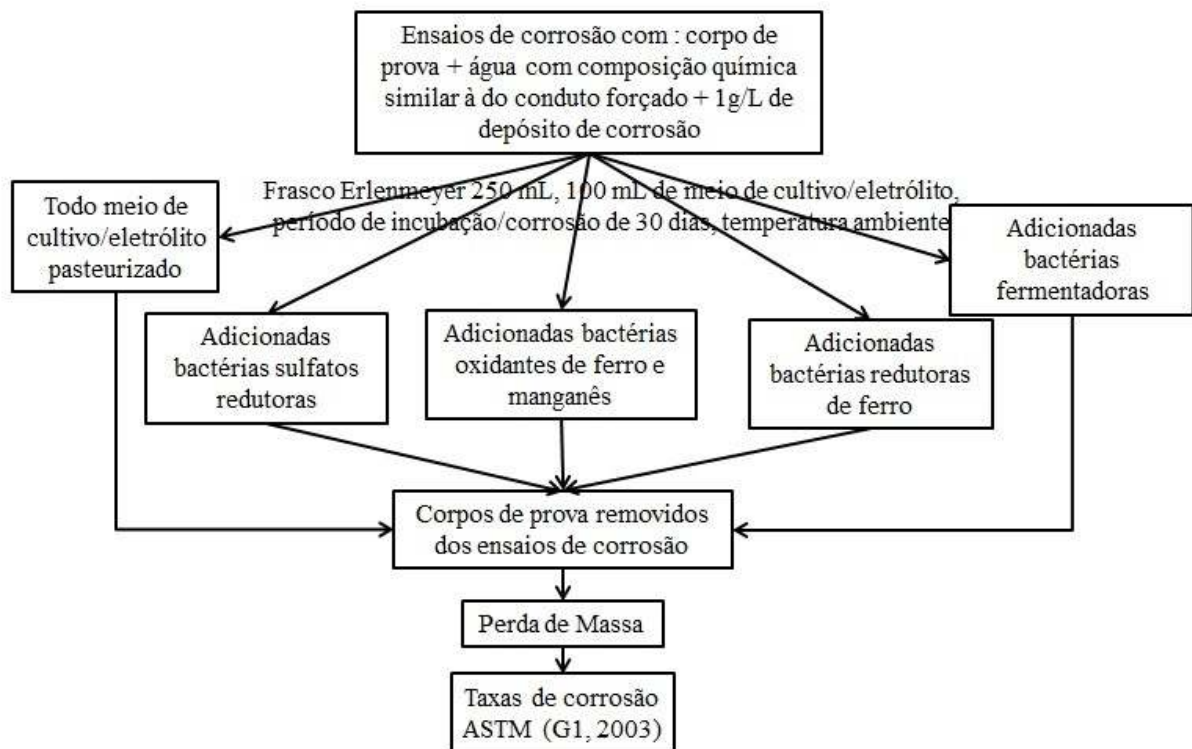 Ensaios de corrosão com : corpo de
prova + água com composição química
similar à do conduto forçado + 1g/L de
depósito de corrosão
Frasco Erlenmeyer 250 mL, 100 mL de meio de cultivo/eletrólito,
período de incubação/corrosão de 30 dias, temperatura ambiente
Todo meio de
cultivo/eletrólito
pasteurizado
Adicionadas
bactérias sulfatos
redutoras
Adicionadas bactérias
oxidantes de ferro e
manganês
Adicionadas
bactérias redutoras
de ferro
Adicionadas
bactérias
fermentadoras
Corpos de prova removidos
dos ensaios de corrosão
Perda de Massa
Taxas de corrosão
ASTM (G1, 2003)